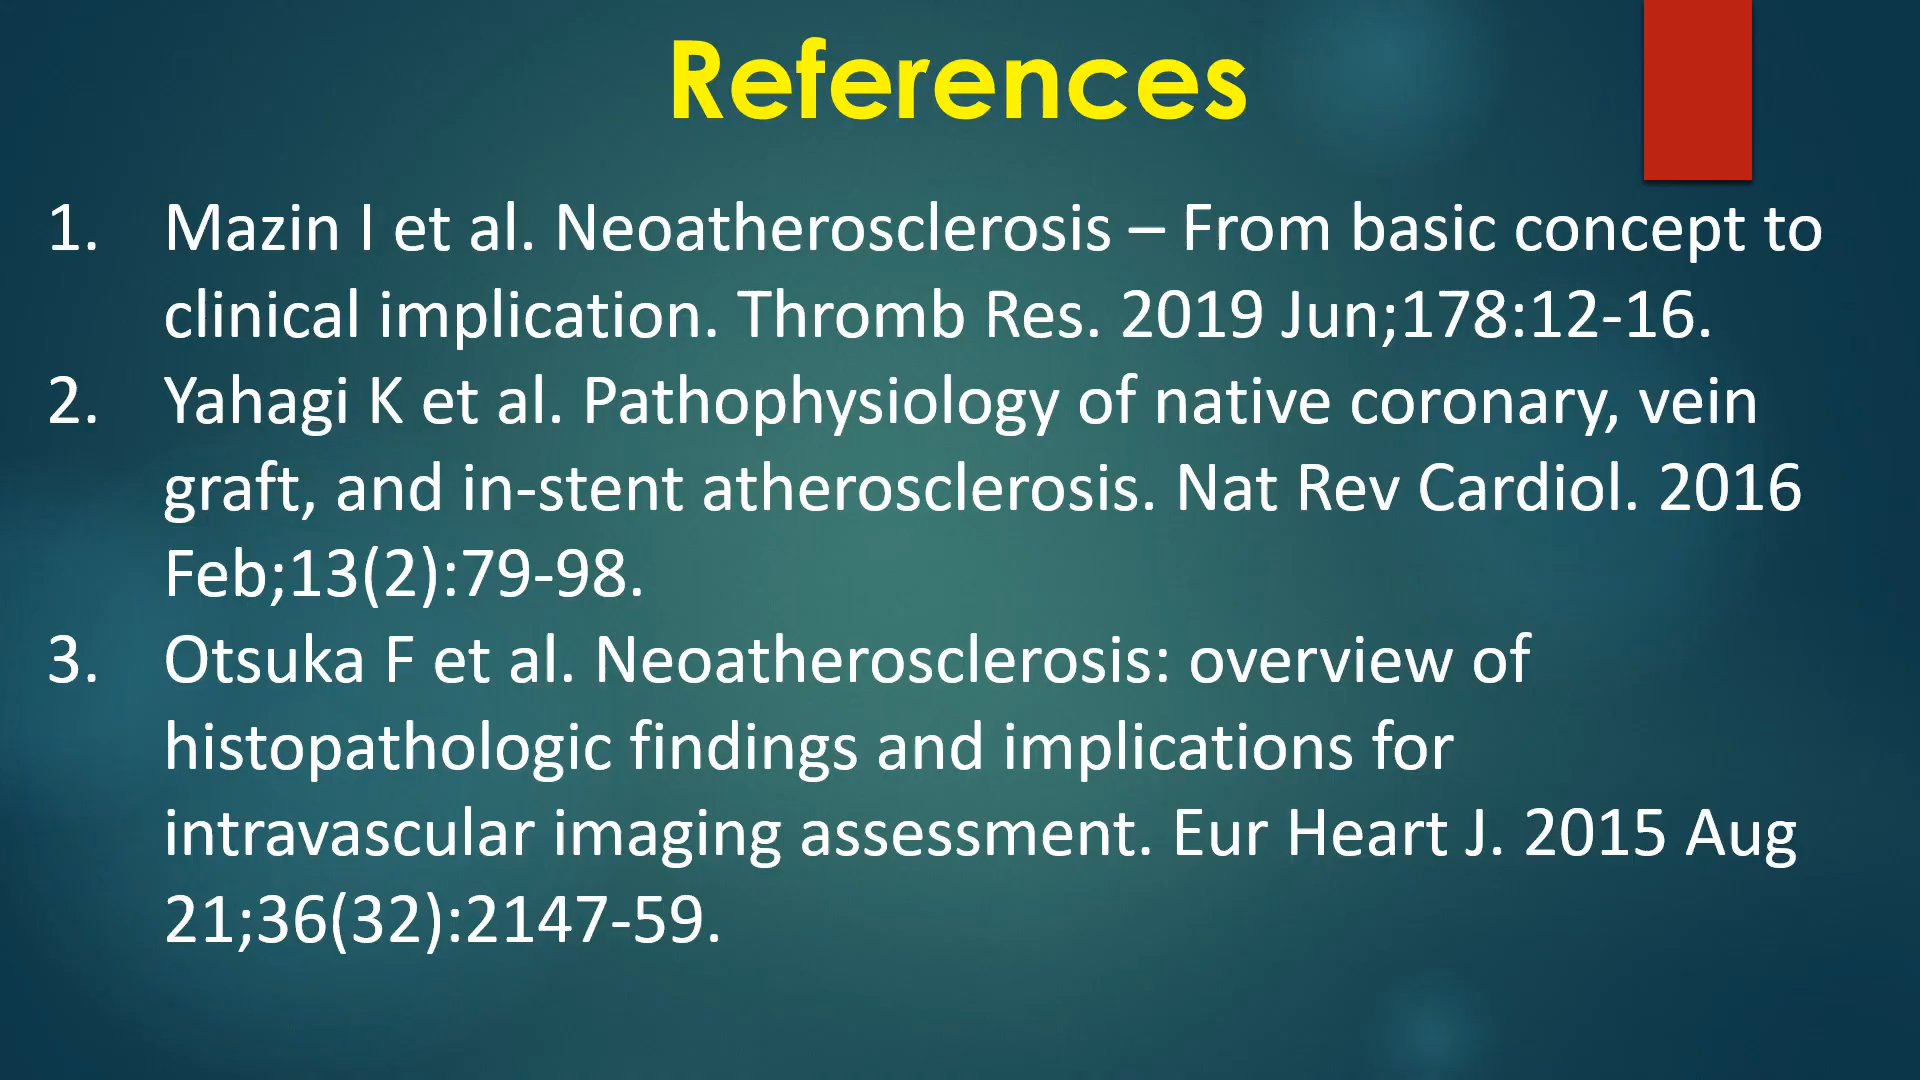 References
1. Mazin I et al. Neoatherosclerosis – From basic concept to
clinical implication. Thromb Res. 2019 Jun;178:12-16.
2. Yahagi K et al. Pathophysiology of native coronary, vein
graft, and in-stent atherosclerosis. Nat Rev Cardiol. 2016
Feb;13(2):79-98.
3. Otsuka F et al. Neoatherosclerosis: overview of
histopathologic findings and implications for
intravascular imaging assessment. Eur Heart J. 2015 Aug
21;36(32):2147-59.